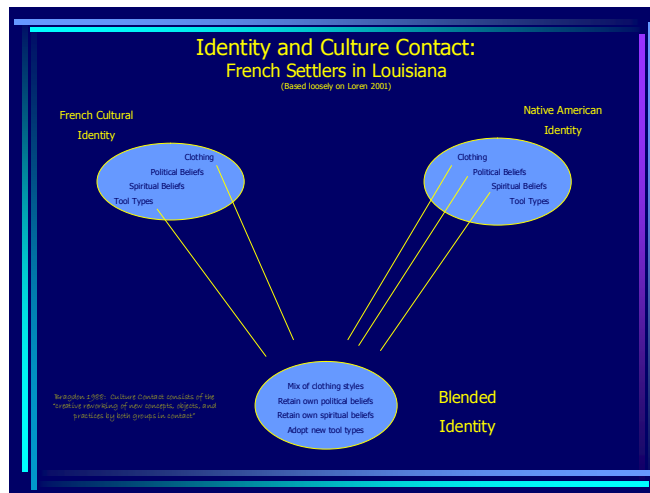 Identity and Culture Contact:
French Settlers in Louisiana
(Based loosely on Loren 2001)
French Cultural
Identity
Native American
Identity
Clothing
Political Beliefs
Spiritual Beliefs
Tool Types
Clothing
Political Beliefs
Spiritual Beliefs
Tool Types
Mix of clothing styles
Retain own political beliefs
Retain own spiritual beliefs
Adopt new tool types
Blended
Identity
Bragdon 1988: Culture Contact consists of the
"creative reworking of new concepts, objects, and
practices by both groups in contact"